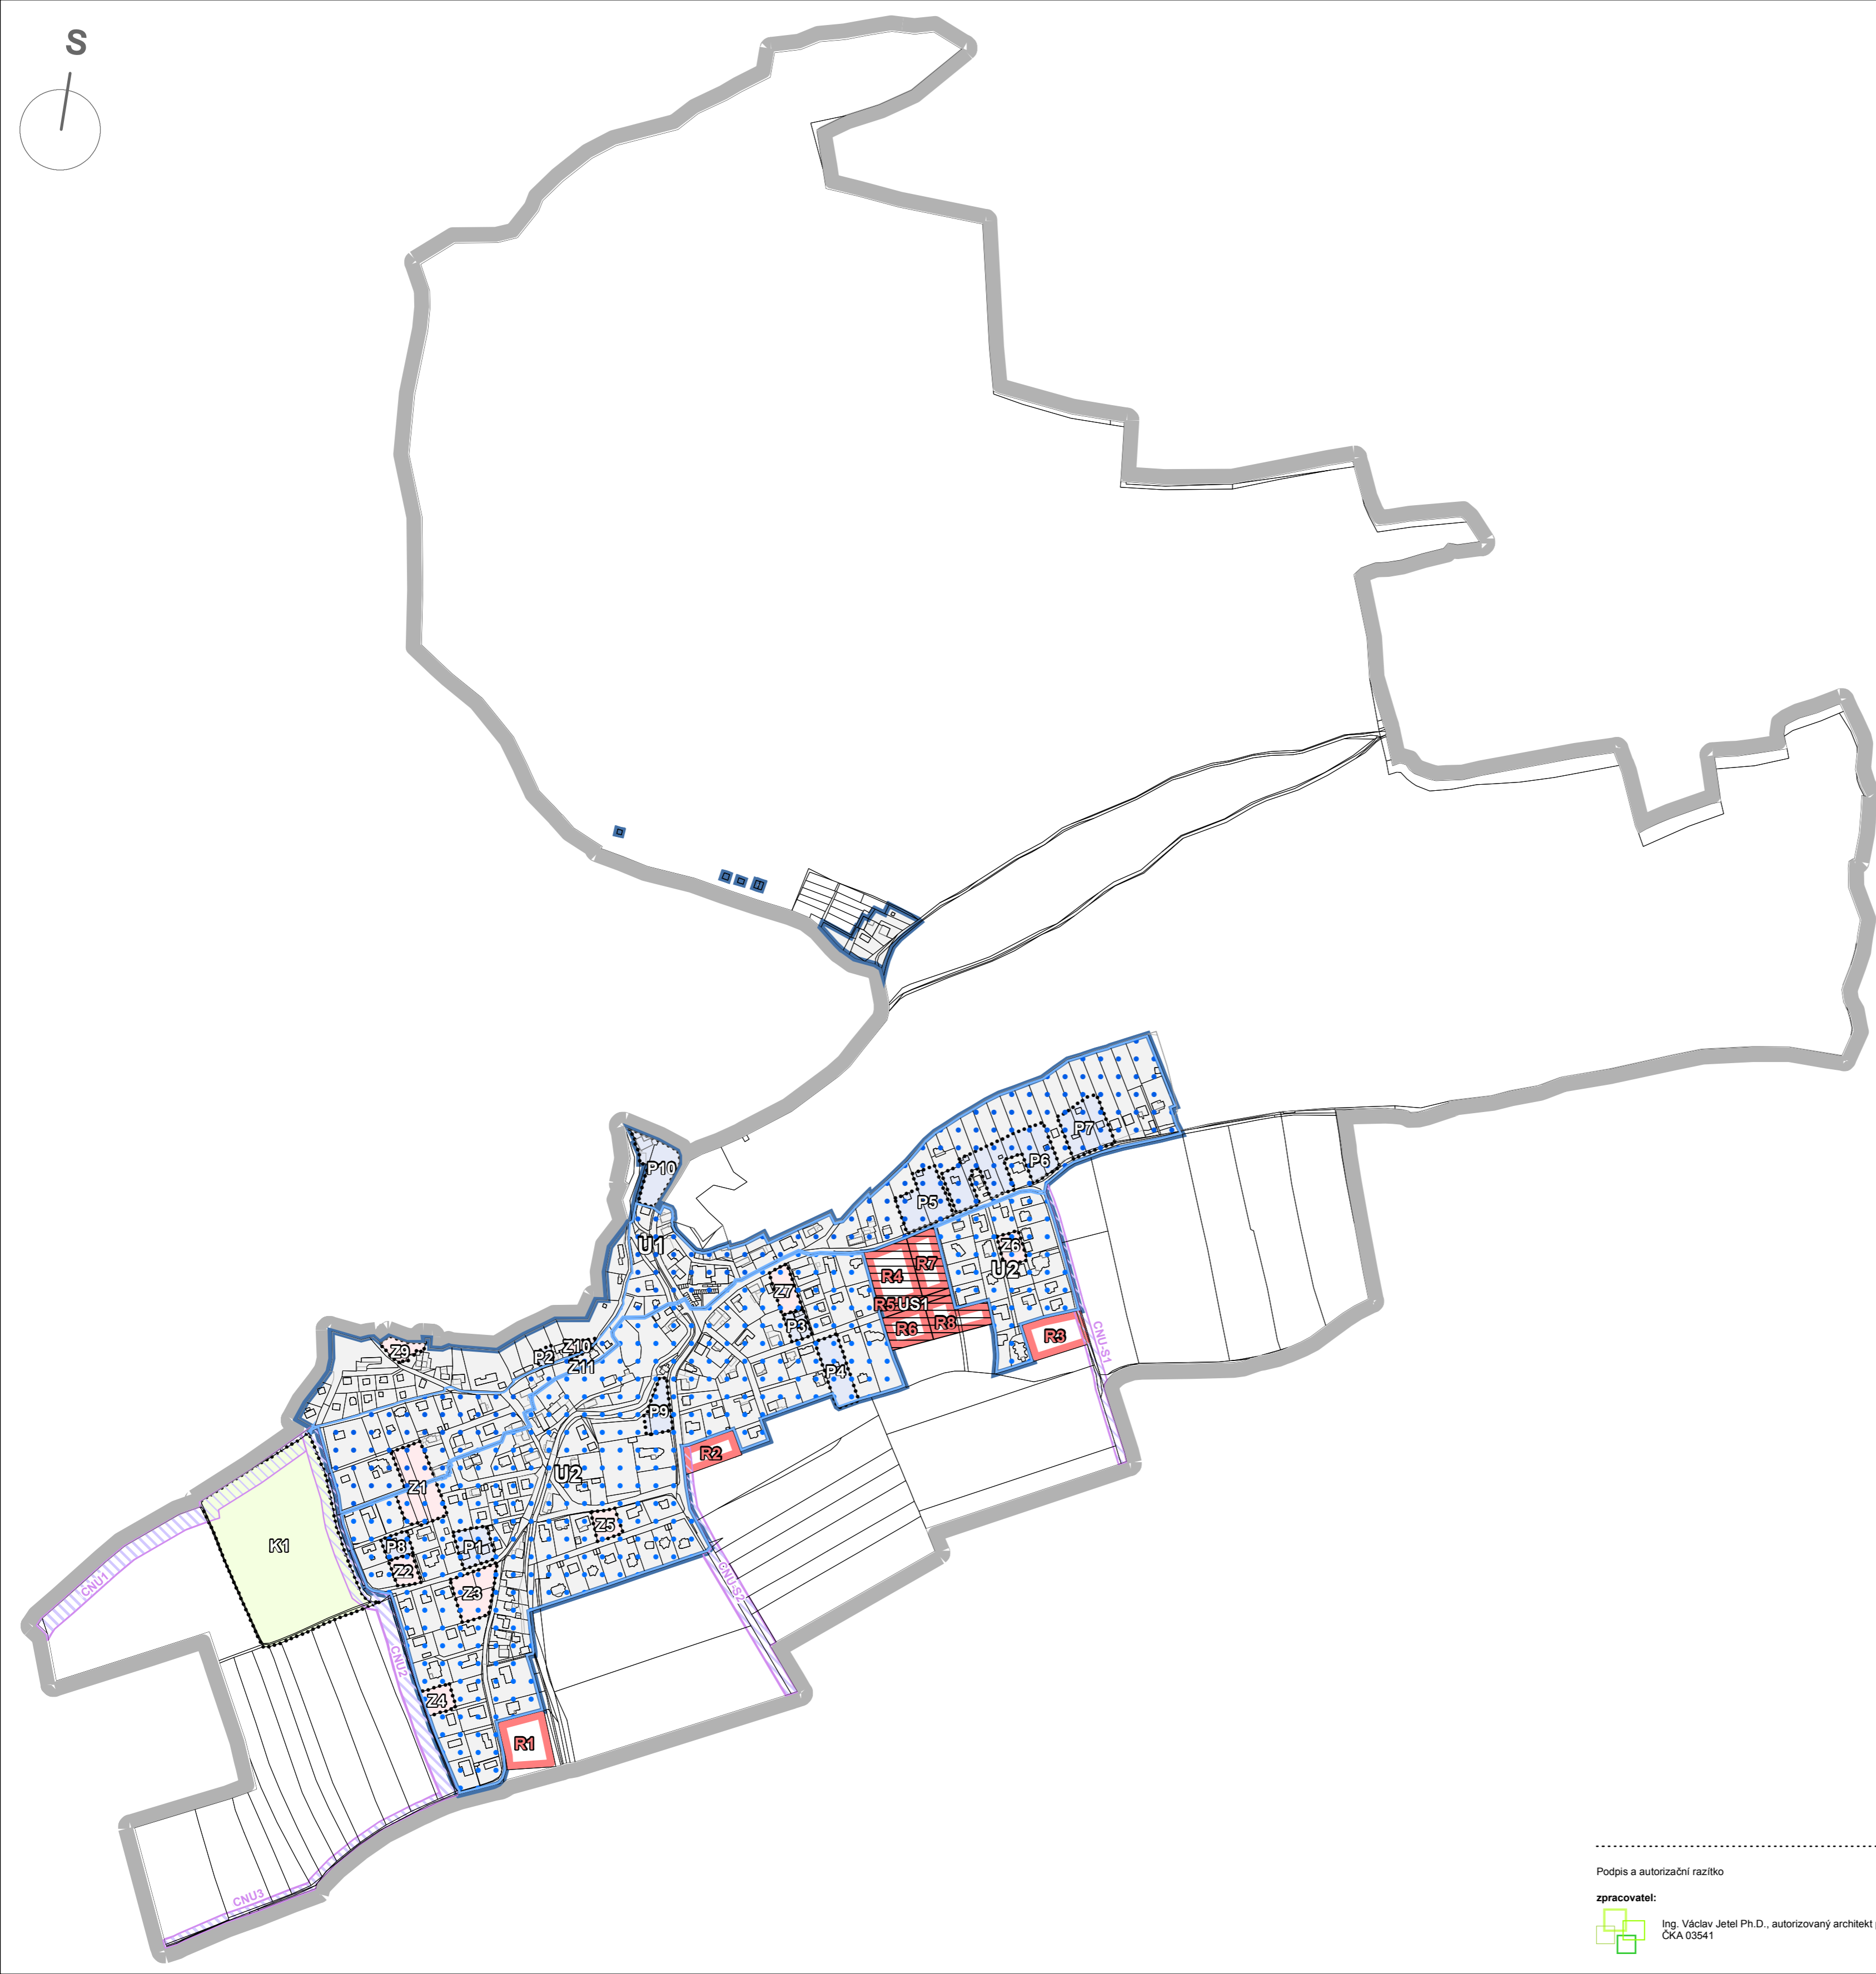 S
P7
P6
P10
P5
U1
Z6
R7
U2
R4
Z7
R5
US1
P3
R8
R6
R3
CNU-S1
Z10
Z9
P2
Z11
P4
P9
R2
U2
Z1
Z5
K1
P8
P1
Z2
CNU1
CNU-S2
Z3
CNU2
Z4
R1
CNU3
Podpis a autorizační razítko
zpracovatel:
Ing. Václav Jetel Ph.D., autorizovaný architekt
ČKA 03541